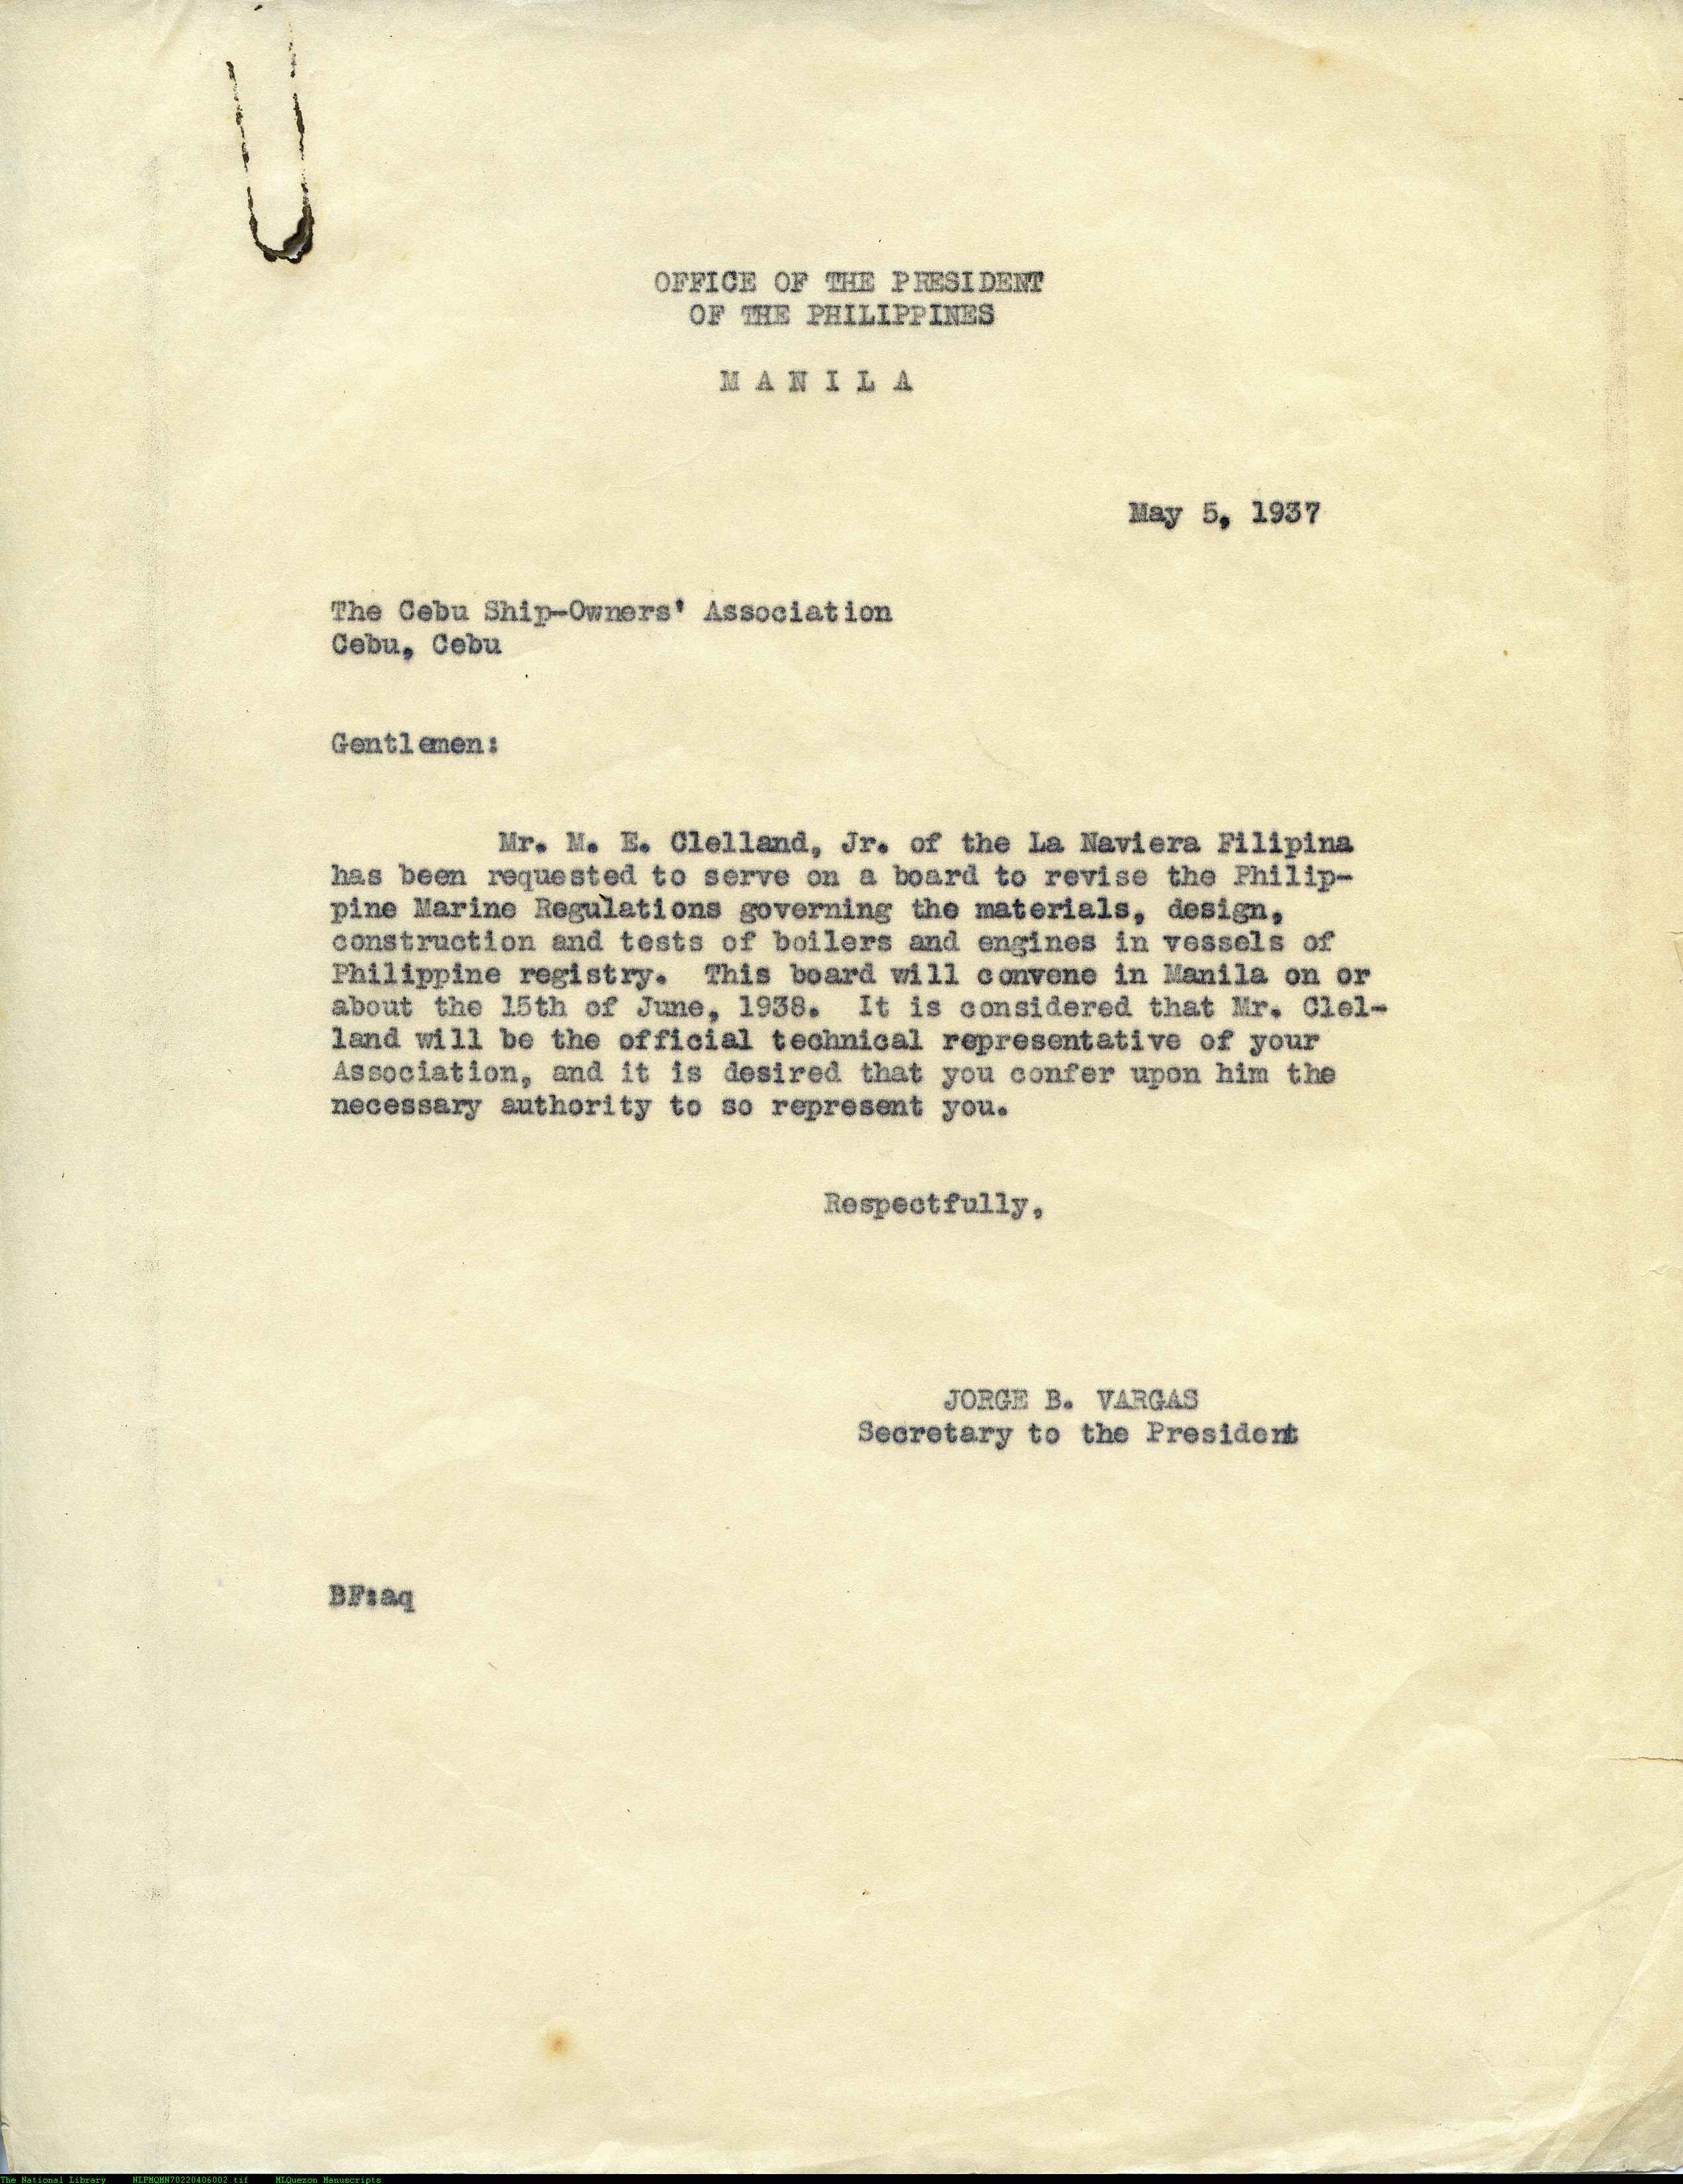 OFFICE OF THE PRESIDENT
OF THE PHILIPPINES
M A N I L A
May 5, 1937
The Cebu Ship-Owners' Association
Cebu, Cebu
Gentlemen:
Mr. M. E. Clelland, Jr. of the La Naviera Filipina
has been requested to serve on a board to revise the Philip-
pine Marine Regulations governing the materials, design,
construction and tests of boilers and engines in vessels of
Philippine registry. This board will convene in Manila on or
about the 15th of June, 1938. It is considered that Mr. Clel-
land will be the official technical representative of your
Association, and it is desired that you confer upon him the
necessary authority to so represent you.
Respectfully,
JORGE B. VARGAS
Secretary to the President
BF:aq
The National Library NLPMQMN70220406002.tif MLQuezon Manuscripts